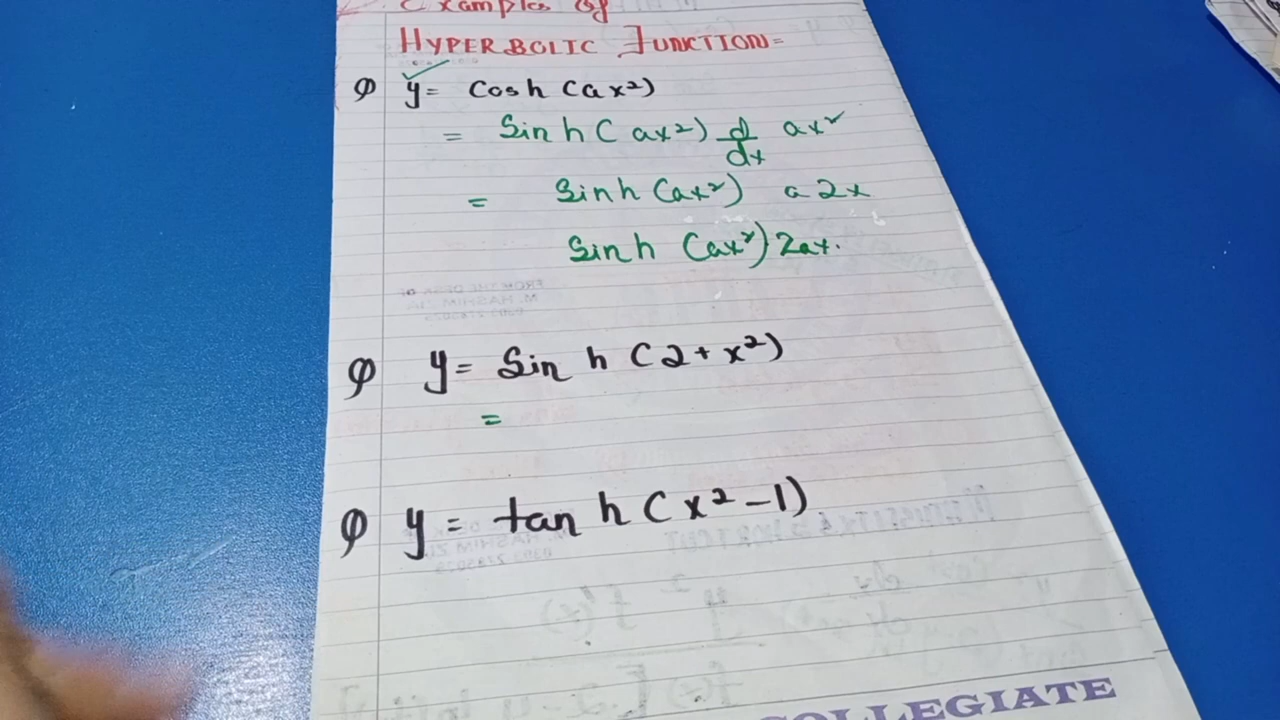 Examples of
HYPERBOLIC FUNCTION=
Q y= Cosh (ax²)
= Sinh (ax²) d/dx ax²
= Sinh (ax²) a 2x
Sinh (ax²) 2ax.
Q y= Sinh (2+x²)
=
Q y= tanh (x²-1)
COLLEGIATE